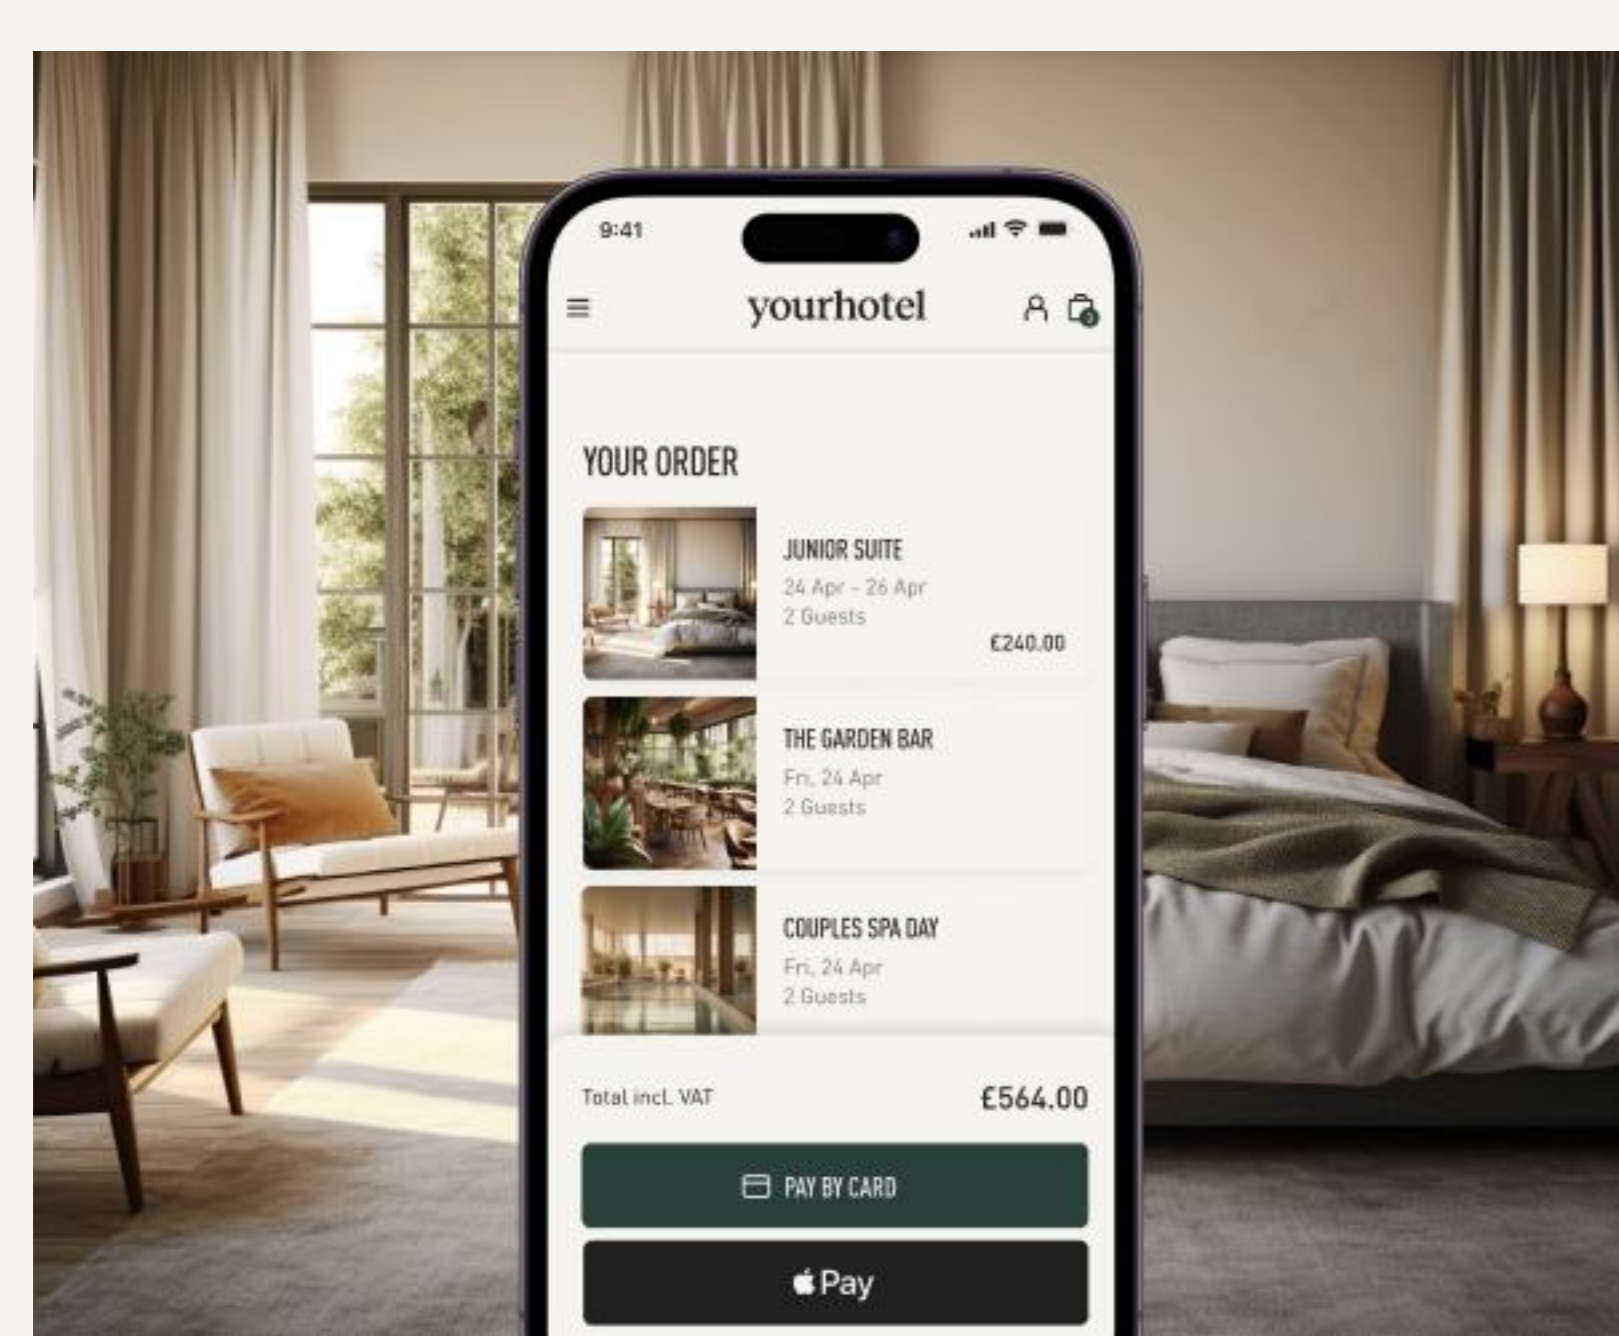 9:41
yourhotel
YOUR ORDER
JUNIOR SUITE
24 Apr – 26 Apr
2 Guests
£240.00
THE GARDEN BAR
Fri, 24 Apr
2 Guests
COUPLES SPA DAY
Fri, 24 Apr
2 Guests
Total incl. VAT
£564.00
PAY BY CARD
Pay